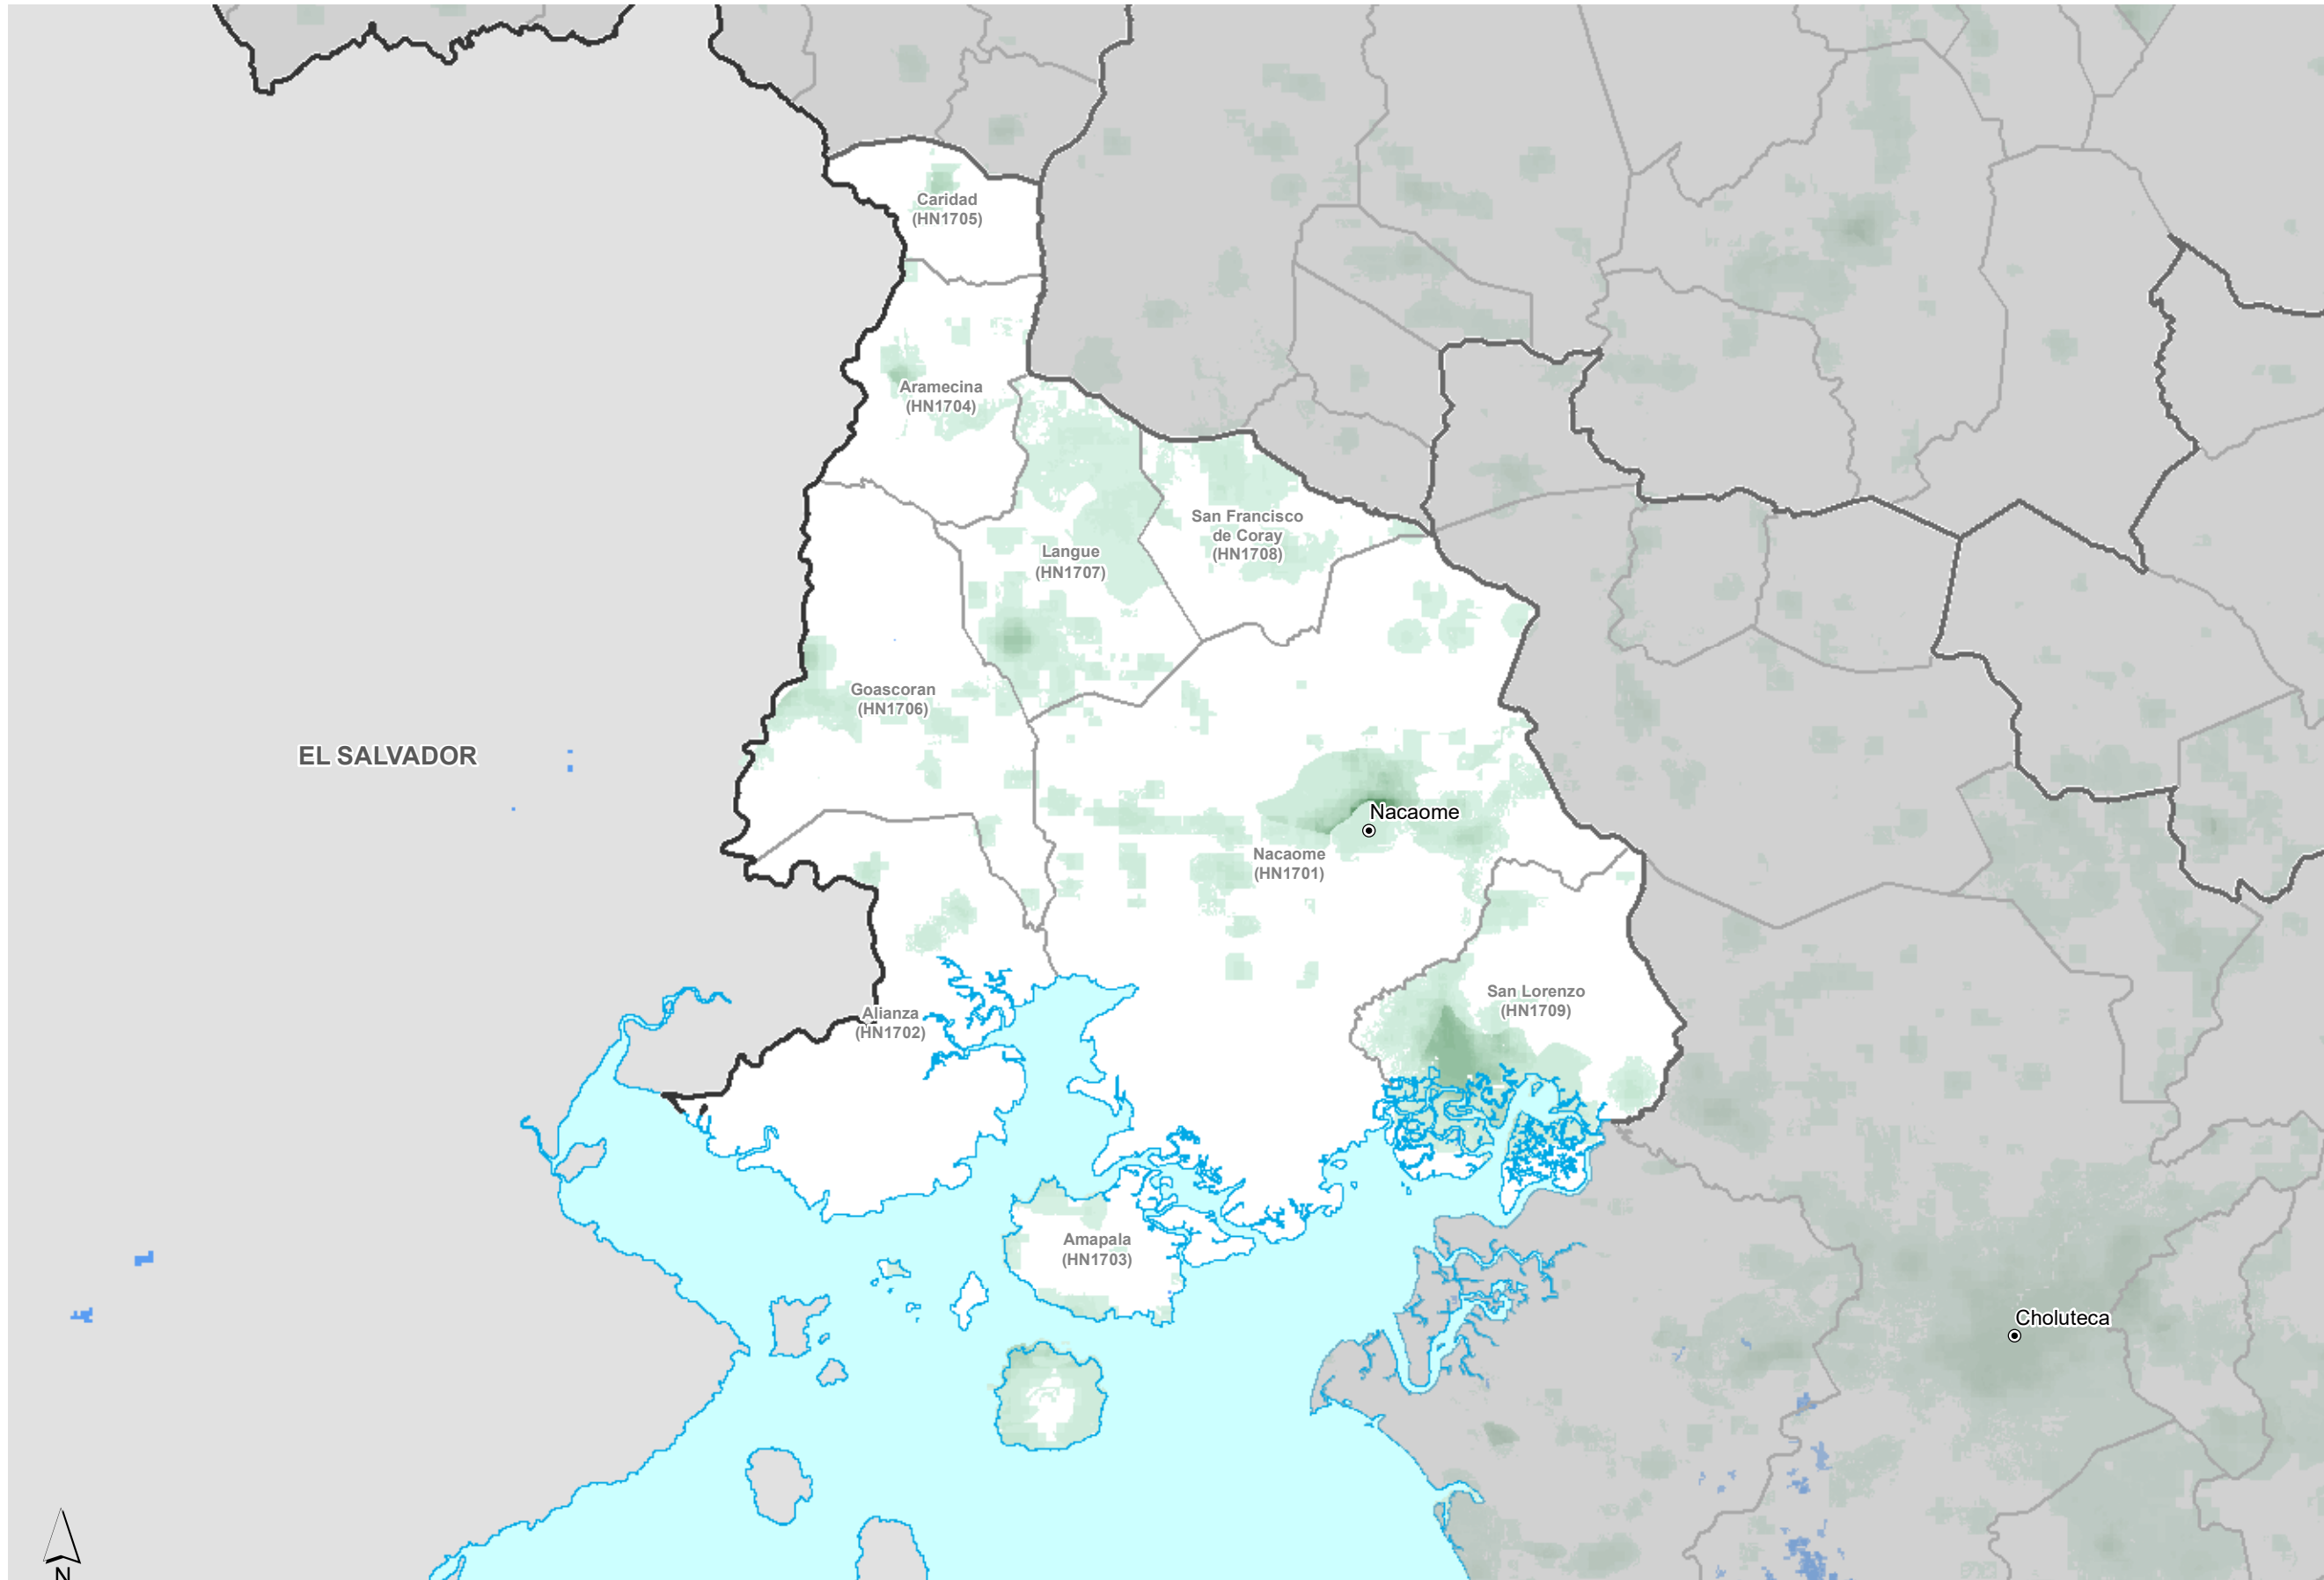 Caridad
(HN1705)
Aramecina
(HN1704)
San Francisco
de Coray
(HN1708)
Langue
(HN1707)
Goascoran
(HN1706)
EL SALVADOR
Nacaome
Nacaome
(HN1701)
San Lorenzo
(HN1709)
Alianza
(HN1702)
Amapala
(HN1703)
Choluteca
N